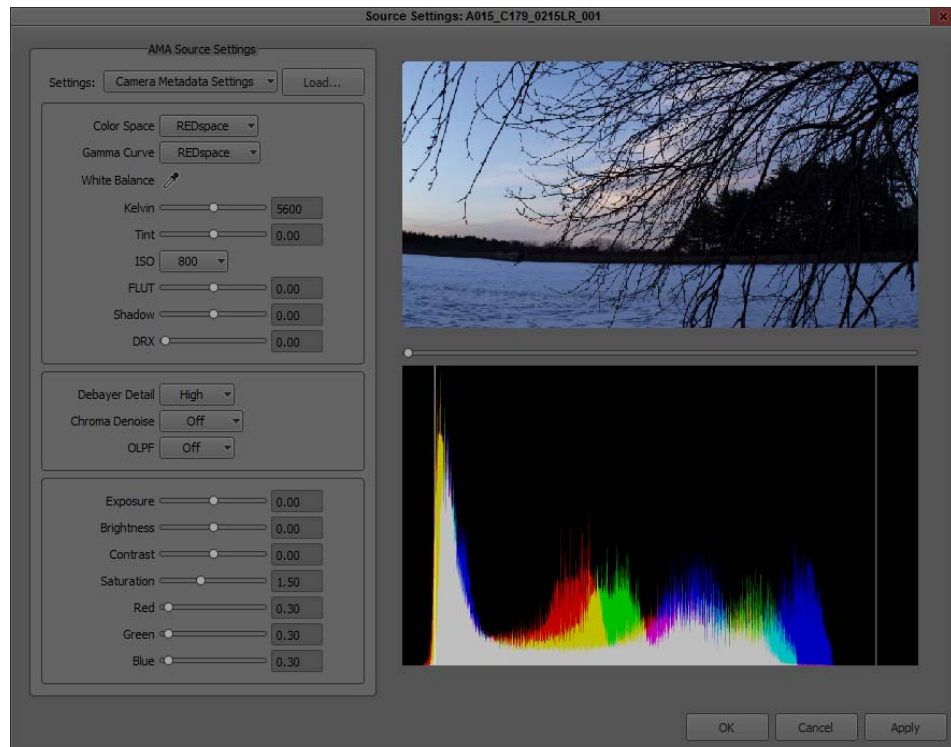 Source Settings: A015_C179_0215LR_001
AMA Source Settings
Settings: Camera Metadata Settings Load...
Color Space REDspace
Gamma Curve REDspace
White Balance
Kelvin 5600
Tint 0.00
ISO 800
FLUT 0.00
Shadow 0.00
DRX 0.00
Debayer Detail High
Chroma Denoise Off
OLPF Off
Exposure 0.00
Brightness 0.00
Contrast 0.00
Saturation 1.50
Red 0.30
Green 0.30
Blue 0.30
OK Cancel Apply